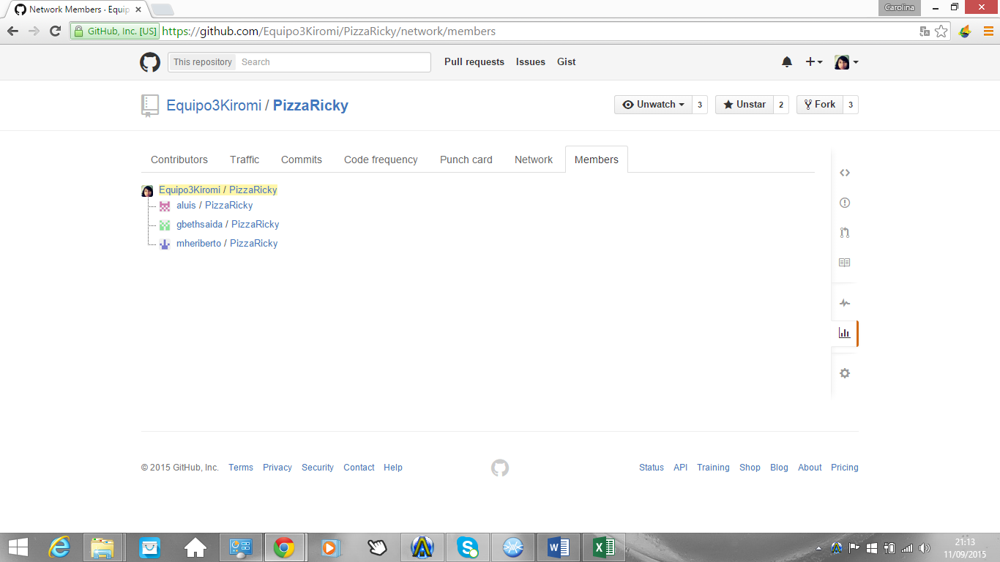 Network Members · Equip
Carolina
GitHub, Inc. [US] https://github.com/Equipo3Kiromi/PizzaRicky/network/members
This repository Search Pull requests Issues Gist
Equipo3Kiromi / PizzaRicky Unwatch 3 Unstar 2 Fork 3
Contributors Traffic Commits Code frequency Punch card Network Members
Equipo3Kiromi / PizzaRicky
aluis / PizzaRicky
gbethsaida / PizzaRicky
mheriberto / PizzaRicky
© 2015 GitHub, Inc. Terms Privacy Security Contact Help Status API Training Shop Blog About Pricing
21:13
11/09/2015